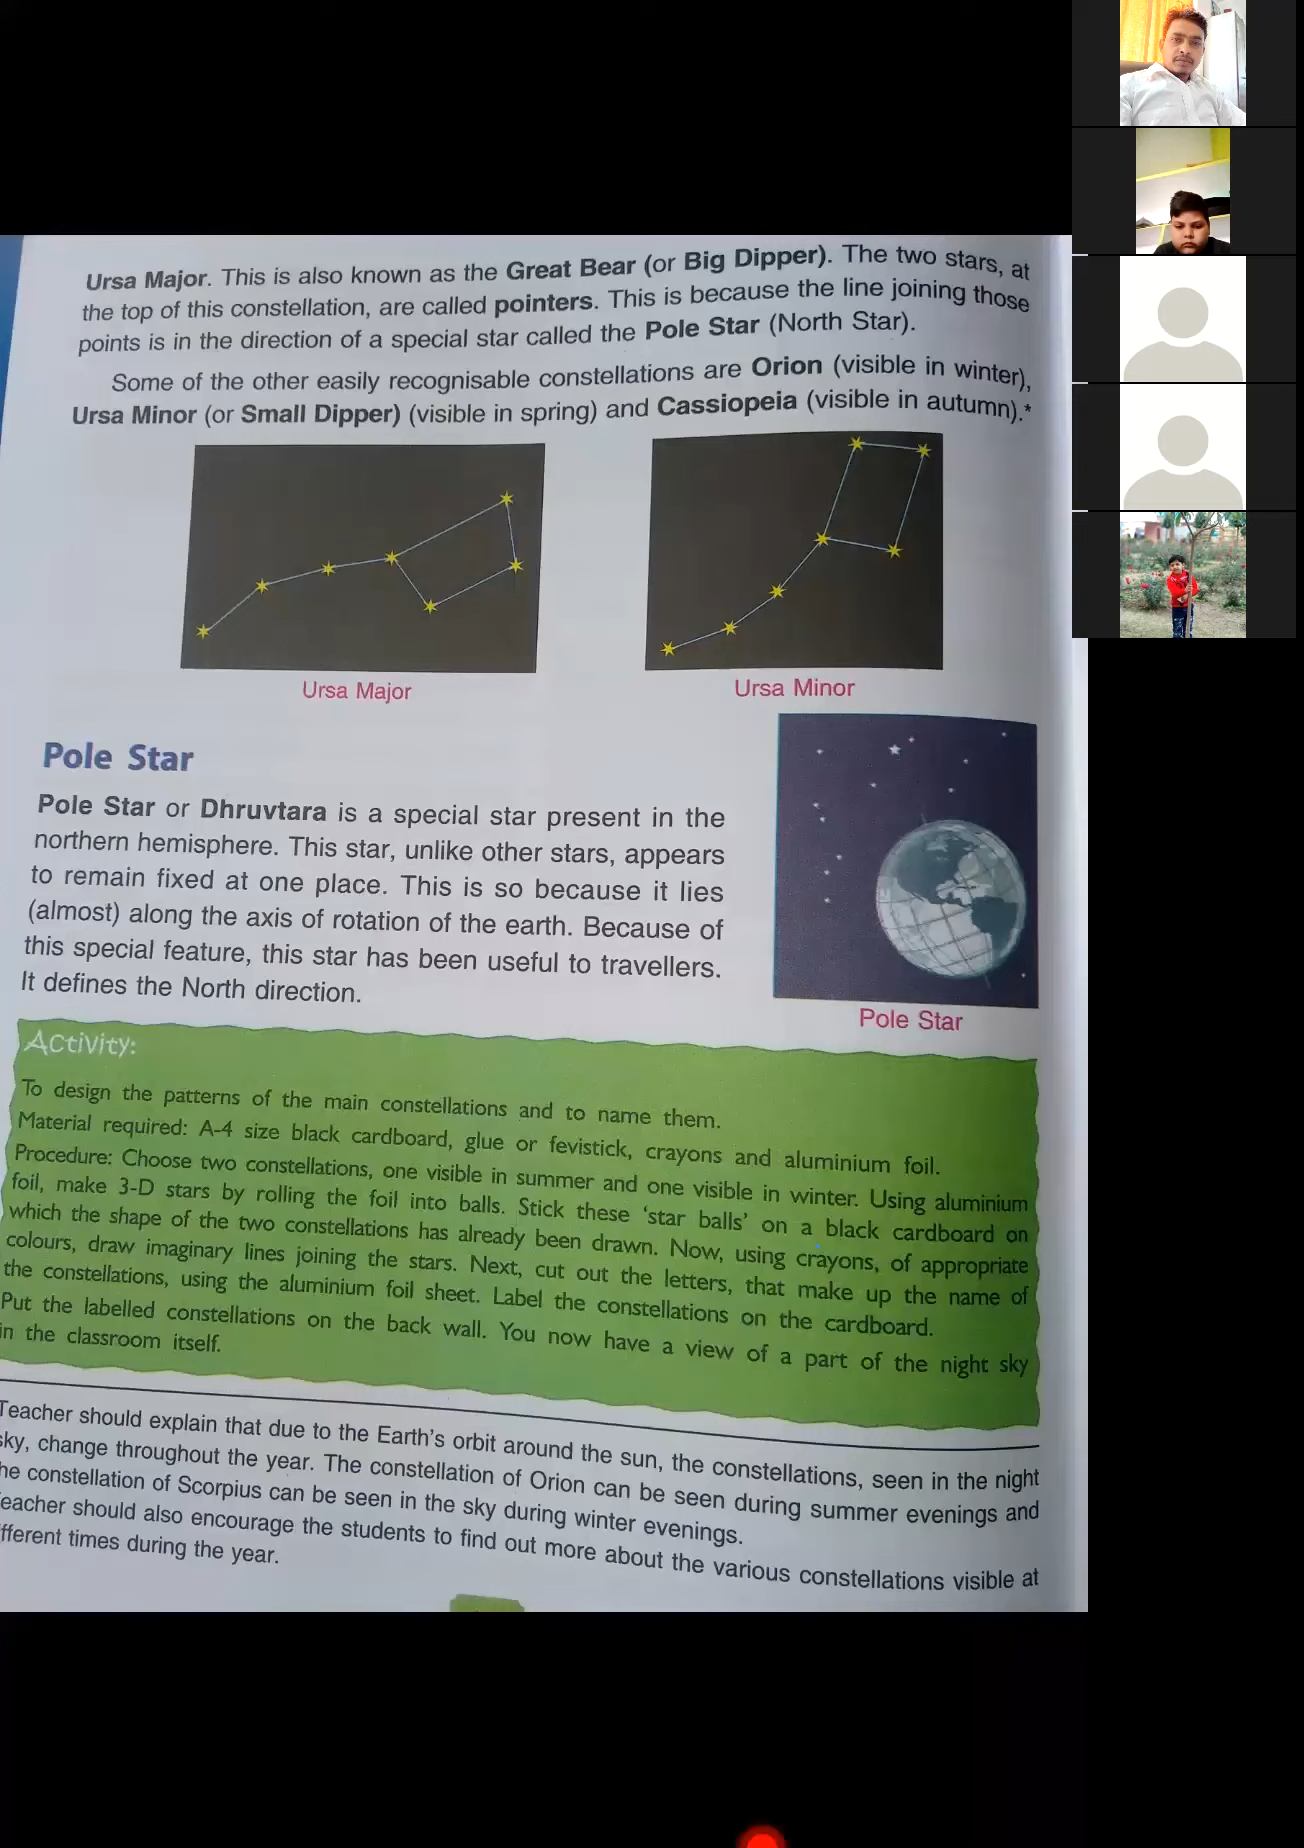 Ursa Major. This is also known as the Great Bear (or Big Dipper). The two stars, at
the top of this constellation, are called pointers. This is because the line joining those
points is in the direction of a special star called the Pole Star (North Star).
Some of the other easily recognisable constellations are Orion (visible in winter),
Ursa Minor (or Small Dipper) (visible in spring) and Cassiopeia (visible in autumn).*
Ursa Major
Ursa Minor
Pole Star
Pole Star or Dhruvtara is a special star present in the
northern hemisphere. This star, unlike other stars, appears
to remain fixed at one place. This is so because it lies
(almost) along the axis of rotation of the earth. Because of
this special feature, this star has been useful to travellers.
It defines the North direction.
Pole Star
Activity:
To design the patterns of the main constellations and to name them.
Material required: A-4 size black cardboard, glue or fevistick, crayons and aluminium foil.
Procedure: Choose two constellations, one visible in summer and one visible in winter. Using aluminium
foil, make 3-D stars by rolling the foil into balls. Stick these 'star balls' on a black cardboard on
which the shape of the two constellations has already been drawn. Now, using crayons, of appropriate
colours, draw imaginary lines joining the stars. Next, cut out the letters, that make up the name of
the constellations, using the aluminium foil sheet. Label the constellations on the cardboard.
Put the labelled constellations on the back wall. You now have a view of a part of the night sky
in the classroom itself.
Teacher should explain that due to the Earth's orbit around the sun, the constellations, seen in the night
sky, change throughout the year. The constellation of Orion can be seen during summer evenings and
he constellation of Scorpius can be seen in the sky during winter evenings.
eacher should also encourage the students to find out more about the various constellations visible at
fferent times during the year.